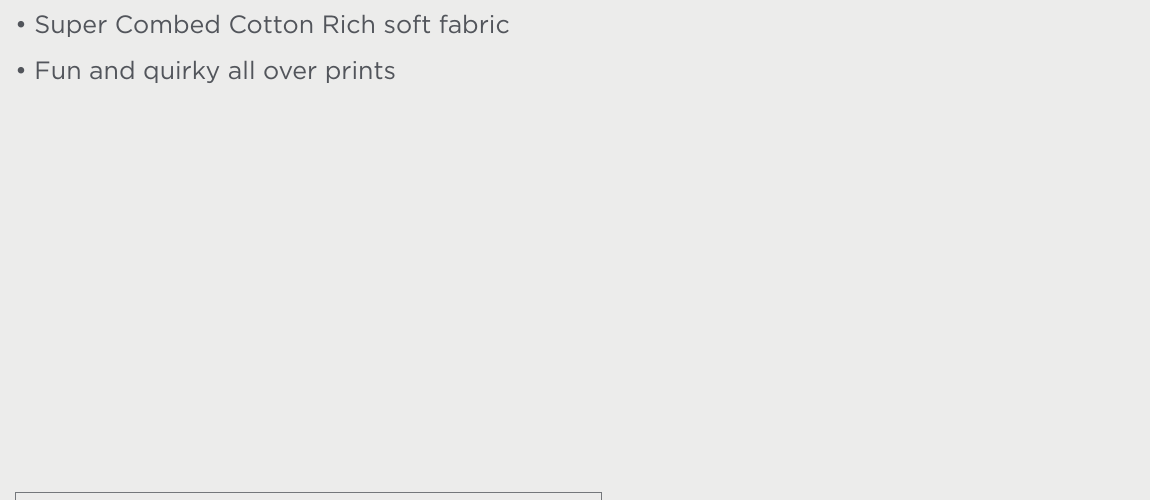 • Super Combed Cotton Rich soft fabric
• Fun and quirky all over prints